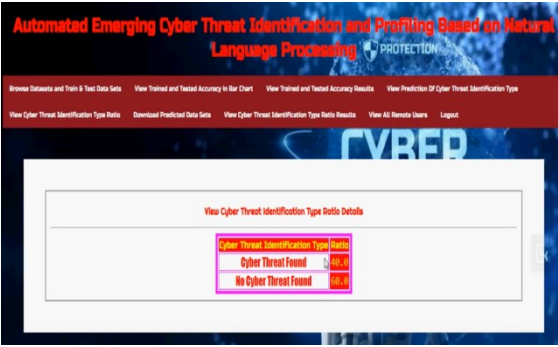 Automated Emerging Cyber Threat Identification and Profiling Based on Natural
Language Processing
PROTECTION
Browse Datasets and Train & Test Data Sets View Trained and Tested Accuracy in Bar Chart View Trained and Tested Accuracy Results View Prediction Of Cyber Threat Identification Type
View Cyber Threat Identification Type Ratio Download Predicted Data Sets View Cyber Threat Identification Type Ratio Results View All Remote Users Logout
CYBER
View Cyber Threat Identification Type Ratio Details
Cyber Threat Identification Type Ratio
Cyber Threat Found 40.0
No Cyber Threat Found 60.0